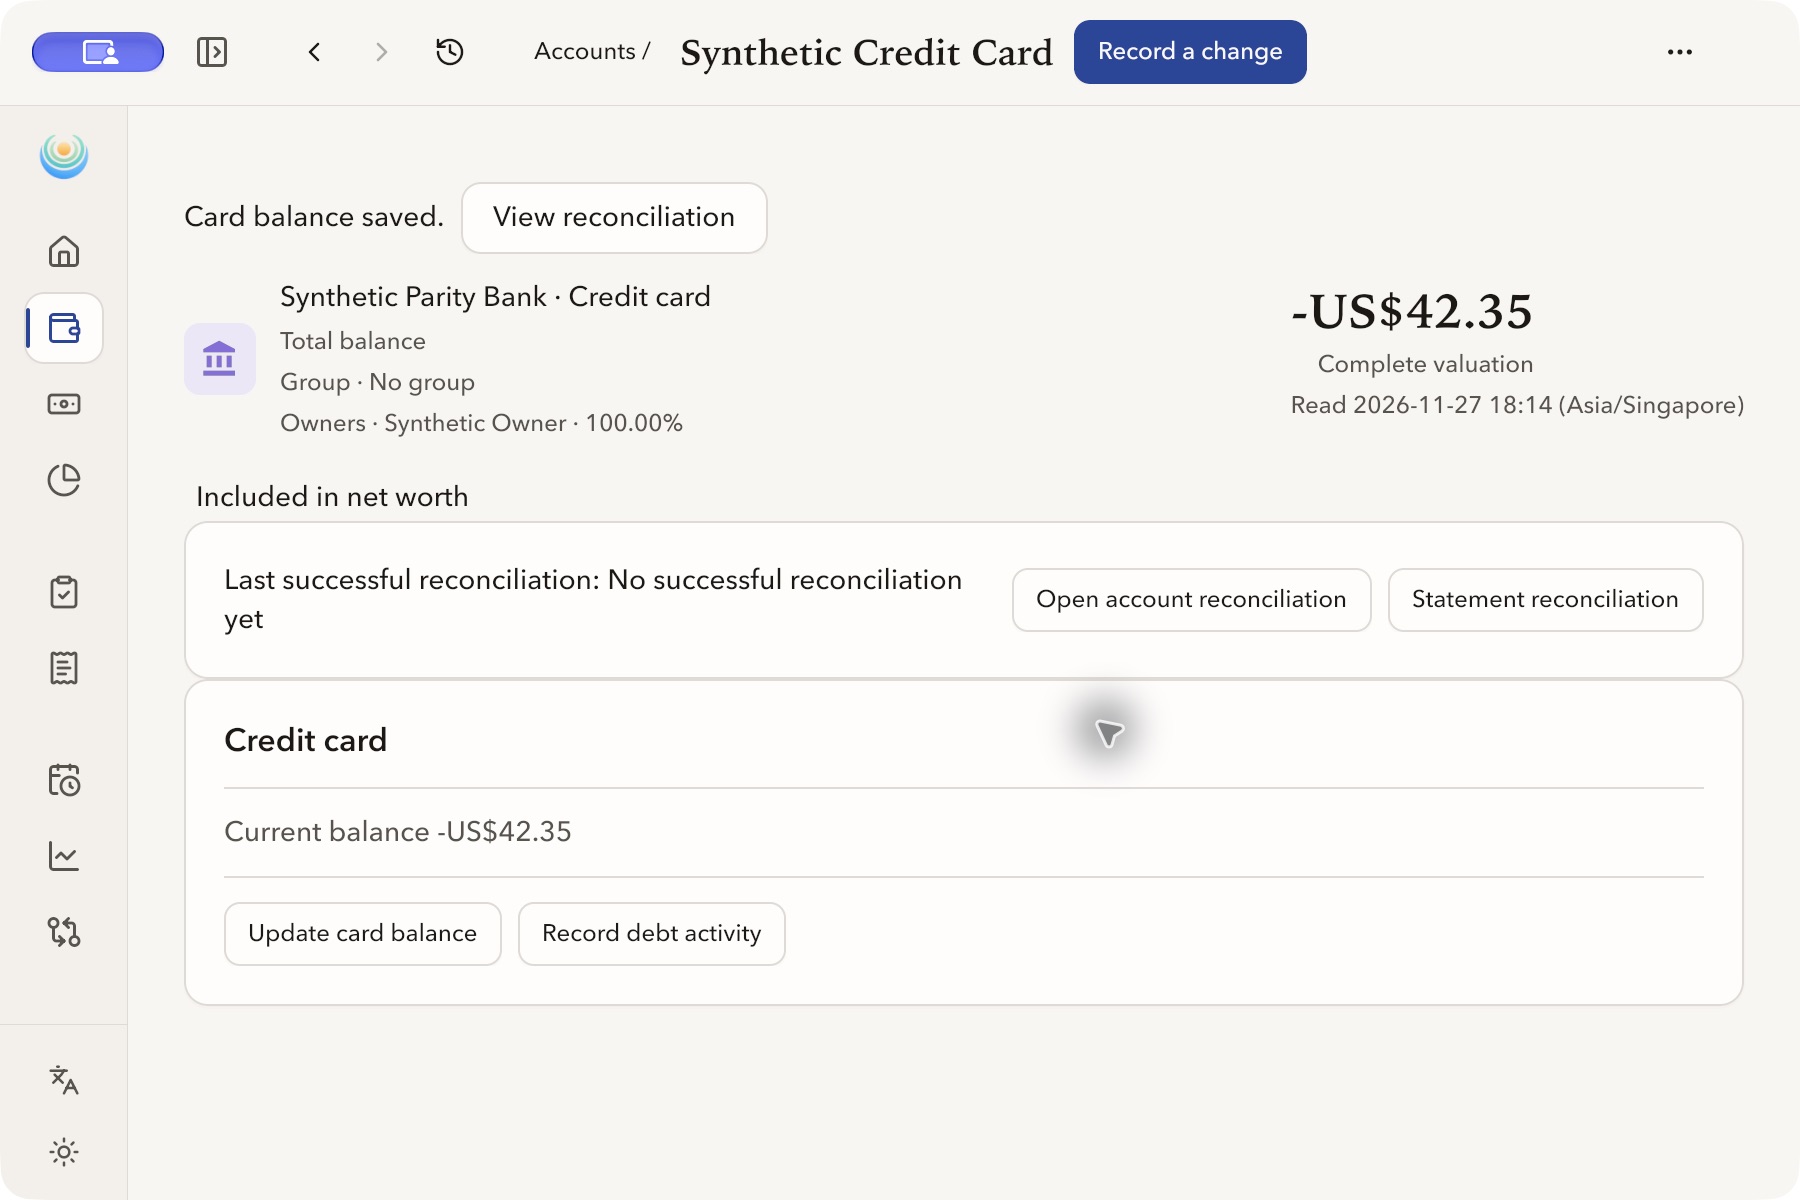 Accounts / Synthetic Credit Card Record a change
Card balance saved. View reconciliation
Synthetic Parity Bank · Credit card
Total balance
Group · No group
Owners · Synthetic Owner · 100.00%
-US$42.35
Complete valuation
Read 2026-11-27 18:14 (Asia/Singapore)
Included in net worth
Last successful reconciliation: No successful reconciliation
yet
Open account reconciliation Statement reconciliation
Credit card
Current balance -US$42.35
Update card balance Record debt activity